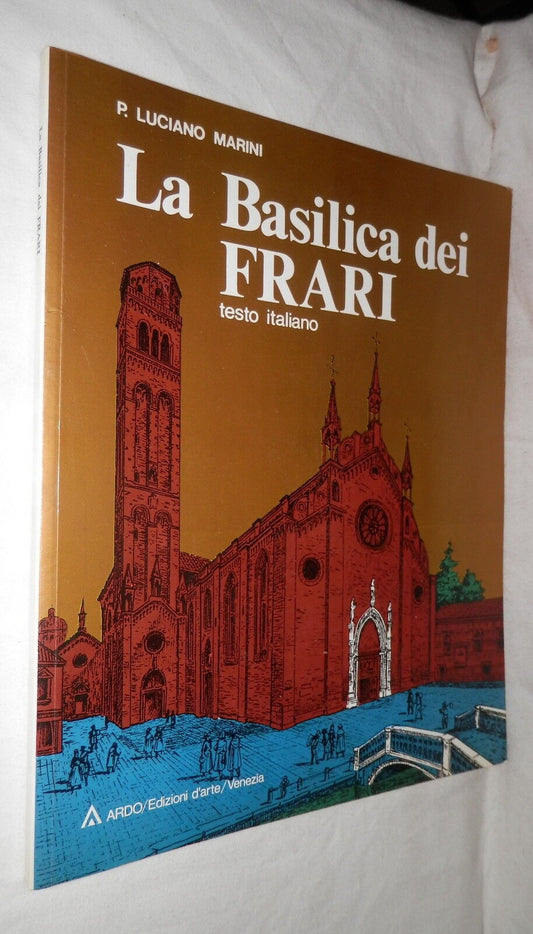 P. LUCIANO MARINI
La Basilica dei
FRARI
testo italiano
ARDO/Edizioni d'arte/Venezia
La Basilica dei FRARI